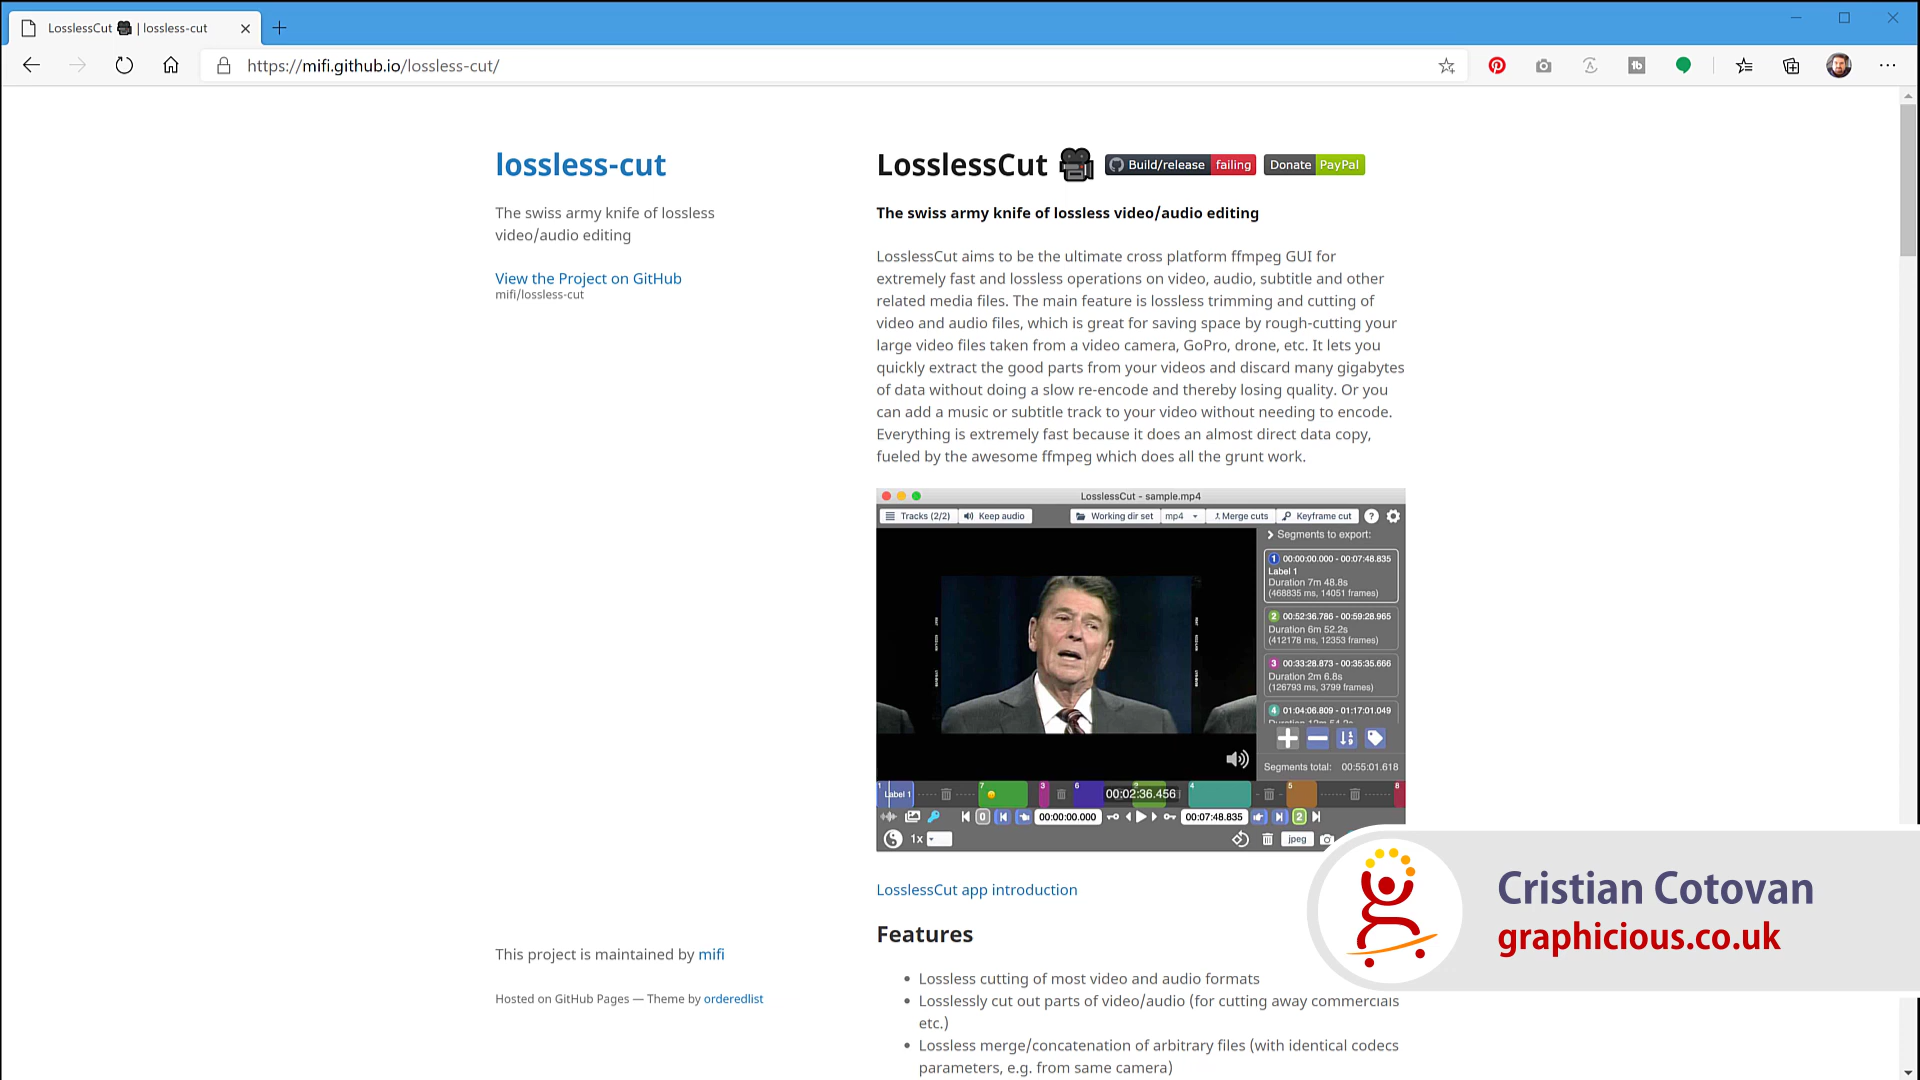 LosslessCut 🎥 | lossless-cut
https://mifi.github.io/lossless-cut/
lossless-cut
The swiss army knife of lossless
video/audio editing
View the Project on GitHub
mifi/lossless-cut
LosslessCut 🎥 Build/release failing Donate PayPal
The swiss army knife of lossless video/audio editing
LosslessCut aims to be the ultimate cross platform ffmpeg GUI for
extremely fast and lossless operations on video, audio, subtitle and other
related media files. The main feature is lossless trimming and cutting of
video and audio files, which is great for saving space by rough-cutting your
large video files taken from a video camera, GoPro, drone, etc. It lets you
quickly extract the good parts from your videos and discard many gigabytes
of data without doing a slow re-encode and thereby losing quality. Or you
can add a music or subtitle track to your video without needing to encode.
Everything is extremely fast because it does an almost direct data copy,
fueled by the awesome ffmpeg which does all the grunt work.
LosslessCut - sample.mp4
Tracks (2/2) Keep audio Working dir set mp4 Merge cuts Keyframe cut ?
Segments to export:
1 00:00:00.000 - 00:07:48.835
Label 1
Duration 7m 48.8s
(468835 ms, 14051 frames)
2 00:52:36.786 - 00:59:28.965
Duration 6m 52.2s
(412178 ms, 12353 frames)
3 00:33:28.873 - 00:35:35.666
Duration 2m 6.8s
(126793 ms, 3799 frames)
4 01:04:06.809 - 01:17:01.049
Segments total: 00:55:01.618
1 Label 1 7 3 6 00:02:36.456 4 5 8
0 00:00:00.000 00:07:48.835 2
1x jpeg
LosslessCut app introduction
Features
Lossless cutting of most video and audio formats
Losslessly cut out parts of video/audio (for cutting away commercials
etc.)
Lossless merge/concatenation of arbitrary files (with identical codecs
parameters, e.g. from same camera)
This project is maintained by mifi
Hosted on GitHub Pages — Theme by orderedlist
Cristian Cotovan
graphicious.co.uk